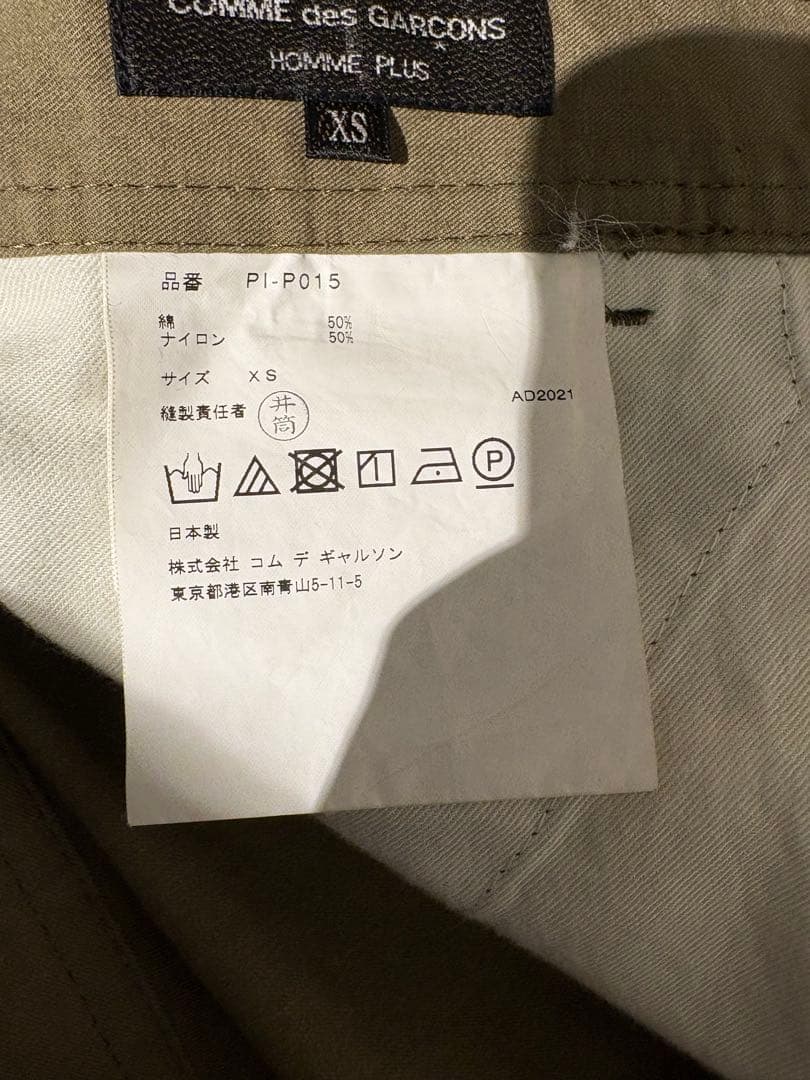 COMME des GARÇONS
HOMME PLUS
XS
品番 PI-P015
綿 50%
ナイロン 50%
サイズ XS
AD2021
縫製責任者 井筒
P
日本製
株式会社 コム デ ギャルソン
東京都港区南青山5-11-5